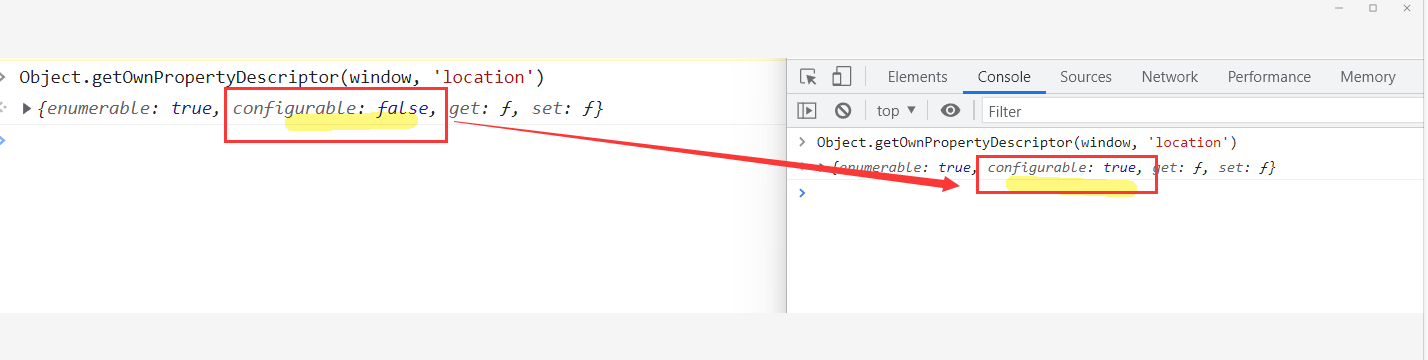 Object.getOwnPropertyDescriptor(window, 'location')
{enumerable: true, configurable: false, get: ƒ, set: ƒ}
Elements Console Sources Network Performance Memory
top ▼ Filter
Object.getOwnPropertyDescriptor(window, 'location')
{enumerable: true, configurable: true, get: ƒ, set: ƒ}